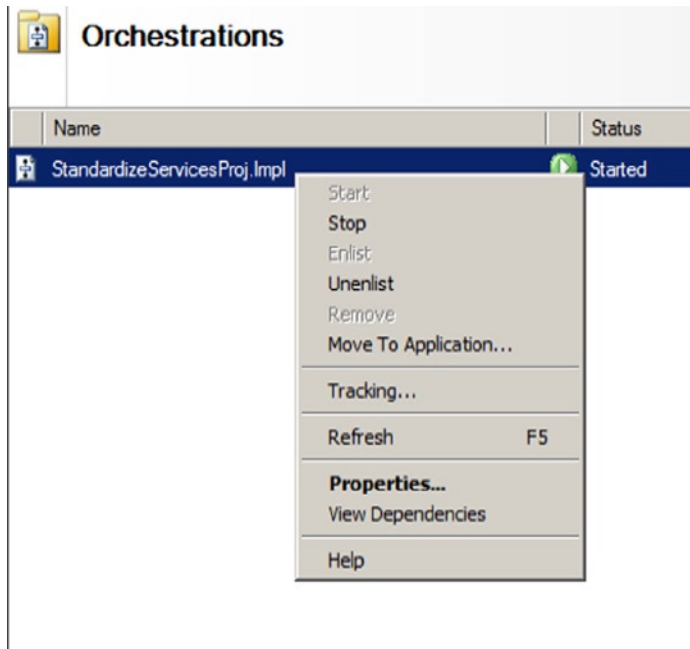 Orchestrations
Name Status
StandardizeServicesProj.Impl Started
Start
Stop
Enlist
Unenlist
Remove
Move To Application...
Tracking...
Refresh F5
Properties...
View Dependencies
Help